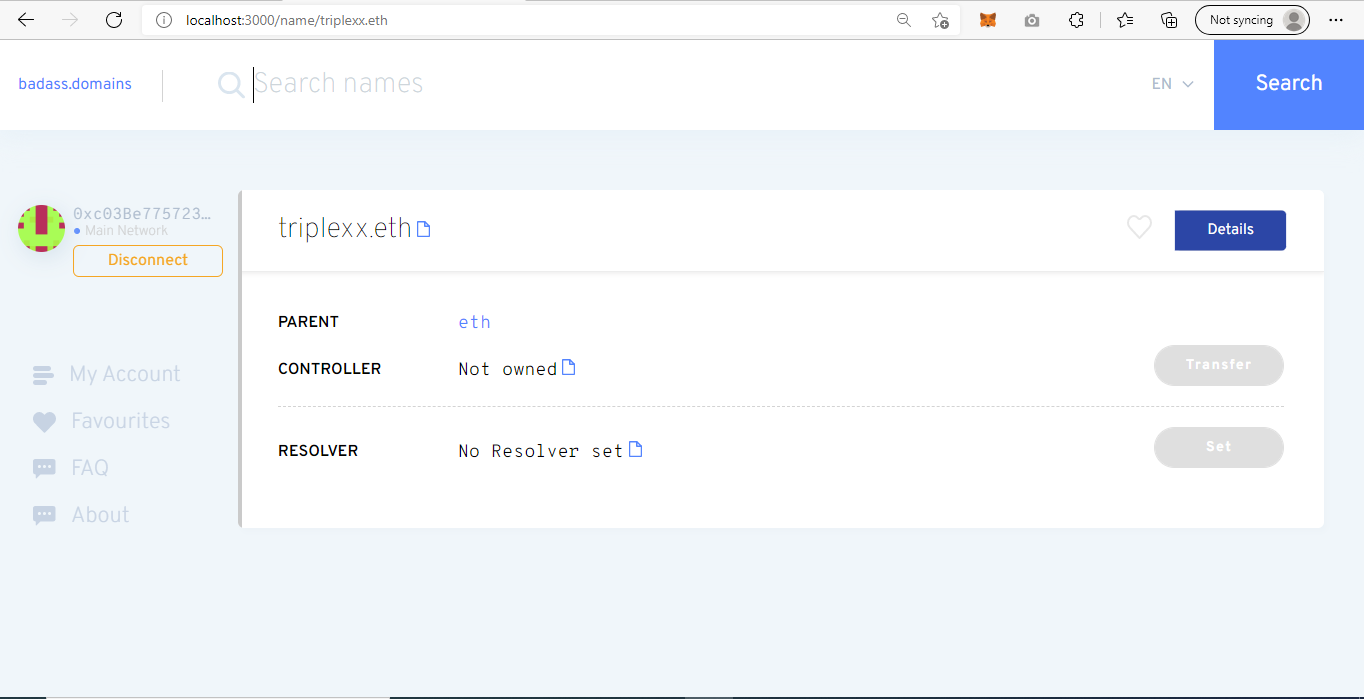 localhost:3000/name/triplexx.eth
Not syncing
badass.domains
Search names
EN
Search
0xc03Be775723…
Main Network
Disconnect
triplexx.eth
Details
PARENT
eth
CONTROLLER
Not owned
Transfer
RESOLVER
No Resolver set
Set
My Account
Favourites
FAQ
About